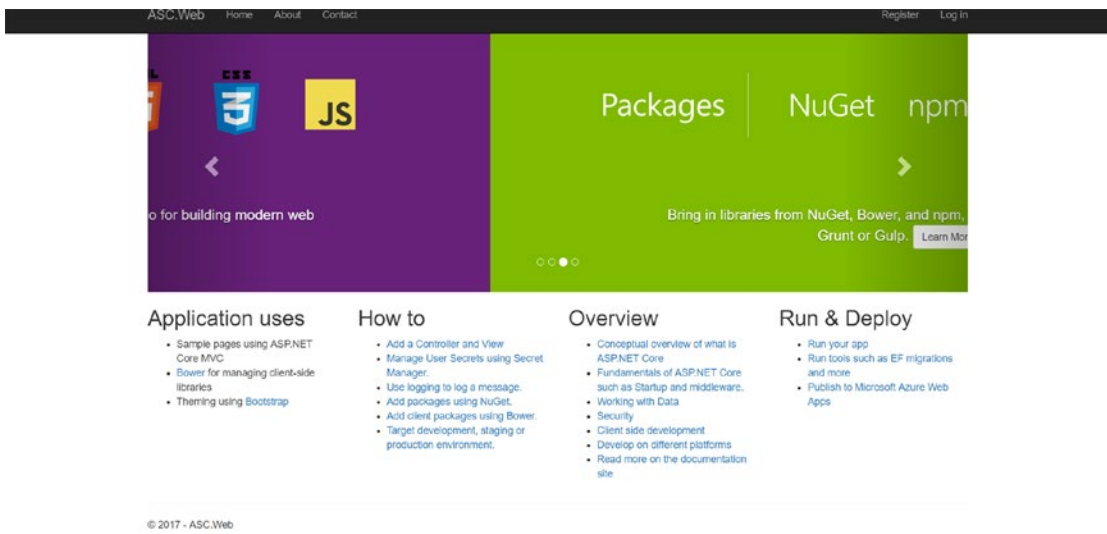 ASC.Web Home About Contact Register Log in
CSS
3
JS
o for building modern web
Packages NuGet npm
Bring in libraries from NuGet, Bower, and npm,
Grunt or Gulp. Learn Mor
Application uses
Sample pages using ASP.NET
Core MVC
Bower for managing client-side
libraries
Theming using Bootstrap
How to
Add a Controller and View
Manage User Secrets using Secret
Manager.
Use logging to log a message.
Add packages using NuGet.
Add client packages using Bower.
Target development, staging or
production environment.
Overview
Conceptual overview of what is
ASP.NET Core
Fundamentals of ASP.NET Core
such as Startup and middleware.
Working with Data
Security
Client side development
Develop on different platforms
Read more on the documentation
site
Run & Deploy
Run your app
Run tools such as EF migrations
and more
Publish to Microsoft Azure Web
Apps
© 2017 - ASC.Web